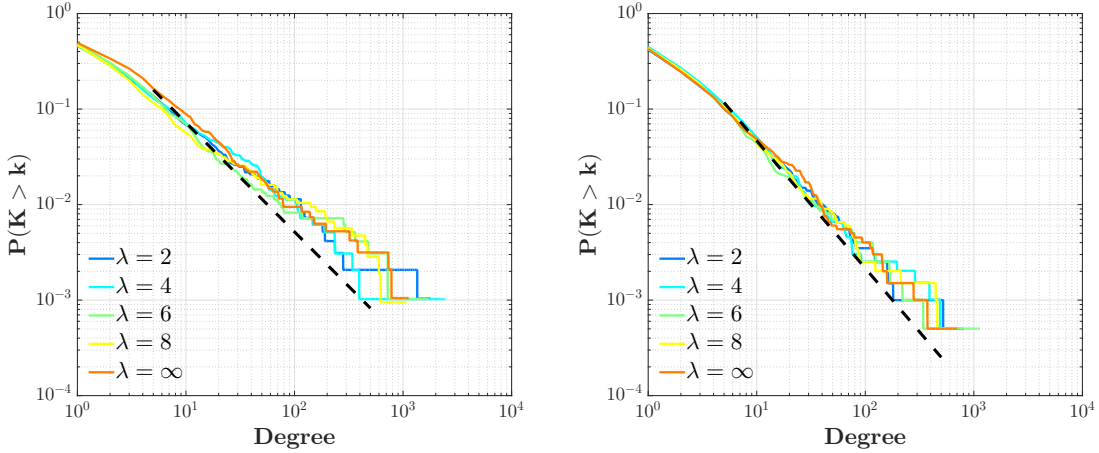 10^0
10^-1
10^-2
10^-3
10^-4
P(K > k)
λ = 2
λ = 4
λ = 6
λ = 8
λ = ∞
10^0 10^1 10^2 10^3 10^4
Degree
10^0
10^-1
10^-2
10^-3
10^-4
P(K > k)
λ = 2
λ = 4
λ = 6
λ = 8
λ = ∞
10^0 10^1 10^2 10^3 10^4
Degree